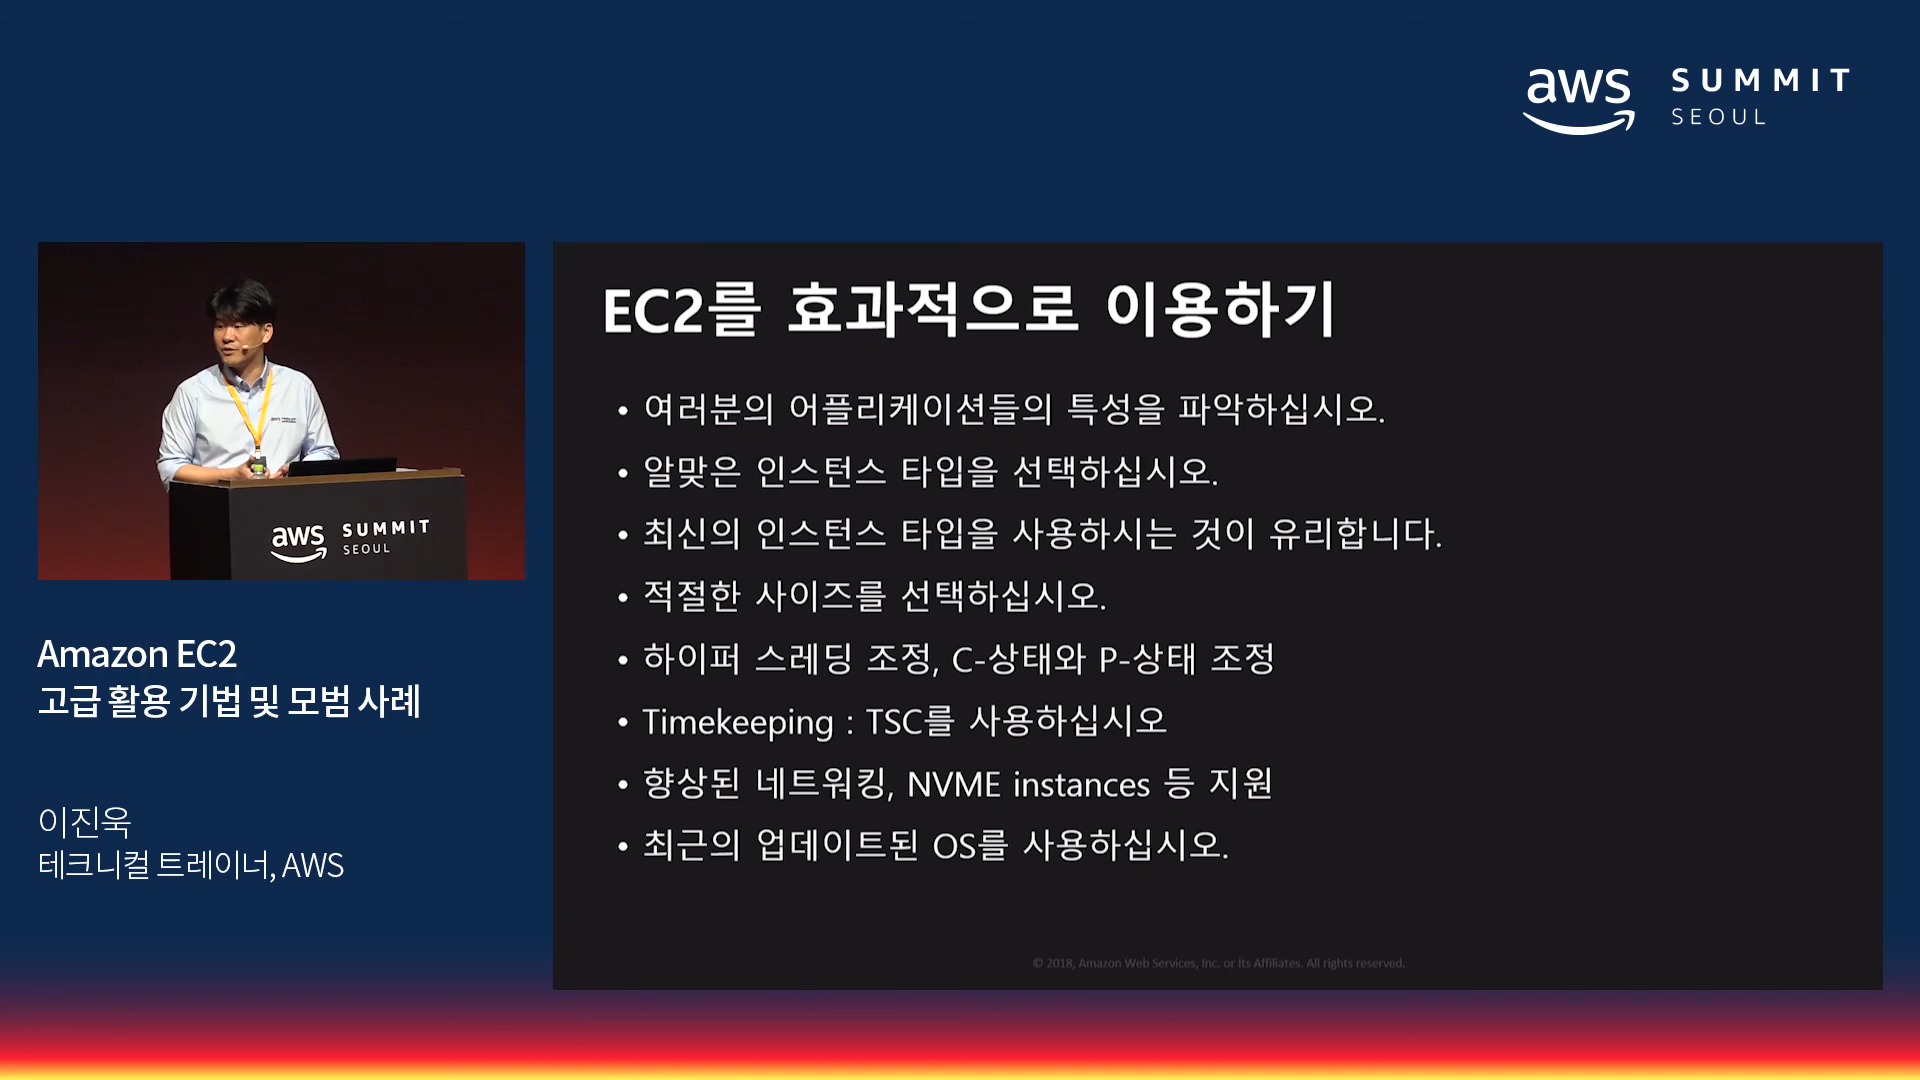 aws SUMMIT
SEOUL
EC2를 효과적으로 이용하기
• 여러분의 어플리케이션들의 특성을 파악하십시오.
• 알맞은 인스턴스 타입을 선택하십시오.
• 최신의 인스턴스 타입을 사용하시는 것이 유리합니다.
• 적절한 사이즈를 선택하십시오.
• 하이퍼 스레딩 조정, C-상태와 P-상태 조정
• Timekeeping : TSC를 사용하십시오
• 향상된 네트워킹, NVME instances 등 지원
• 최근의 업데이트된 OS를 사용하십시오.
© 2018, Amazon Web Services, Inc. or Its Affiliates. All rights reserved.
aws SUMMIT
SEOUL
Amazon EC2
고급 활용 기법 및 모범 사례
이진욱
테크니컬 트레이너, AWS